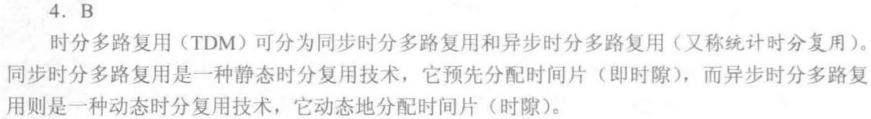 4. B
时分多路复用（TDM）可分为同步时分多路复用和异步时分多路复用（又称统计时分复用）。
同步时分多路复用是一种静态时分复用技术，它预先分配时间片（即时隙），而异步时分多路复
用则是一种动态时分复用技术，它动态地分配时间片（时隙）。